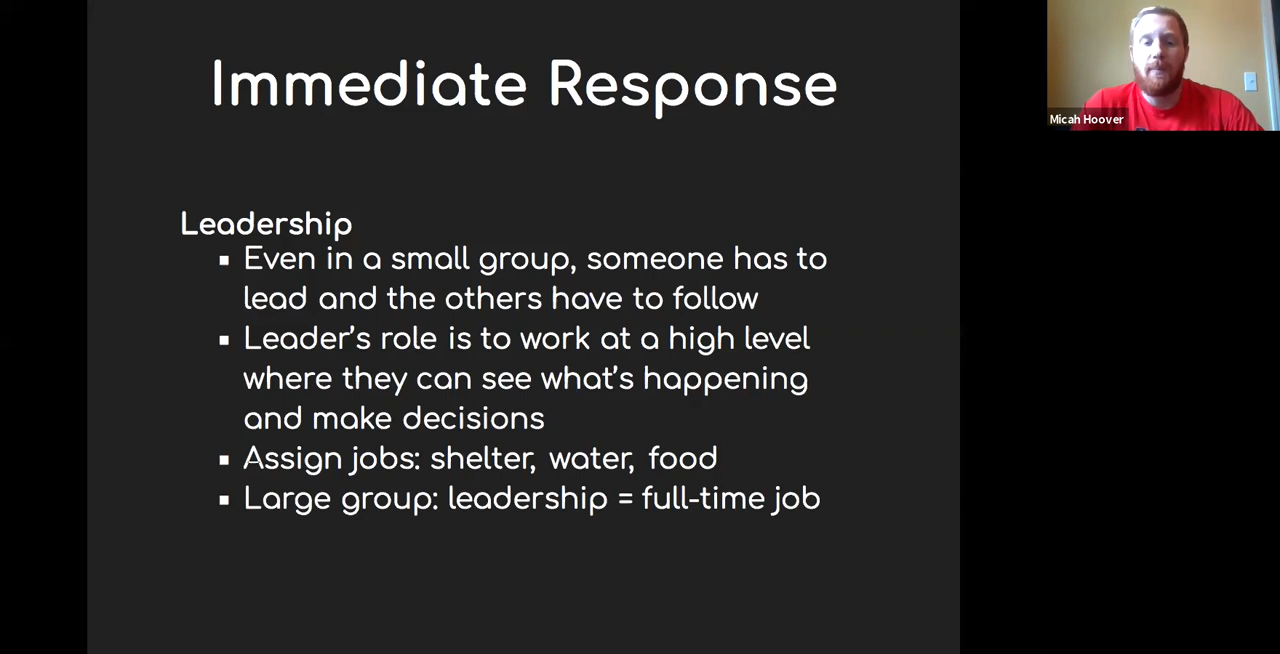 Immediate Response
Micah Hoover
Leadership
▪ Even in a small group, someone has to
lead and the others have to follow
▪ Leader's role is to work at a high level
where they can see what's happening
and make decisions
▪ Assign jobs: shelter, water, food
▪ Large group: leadership = full-time job